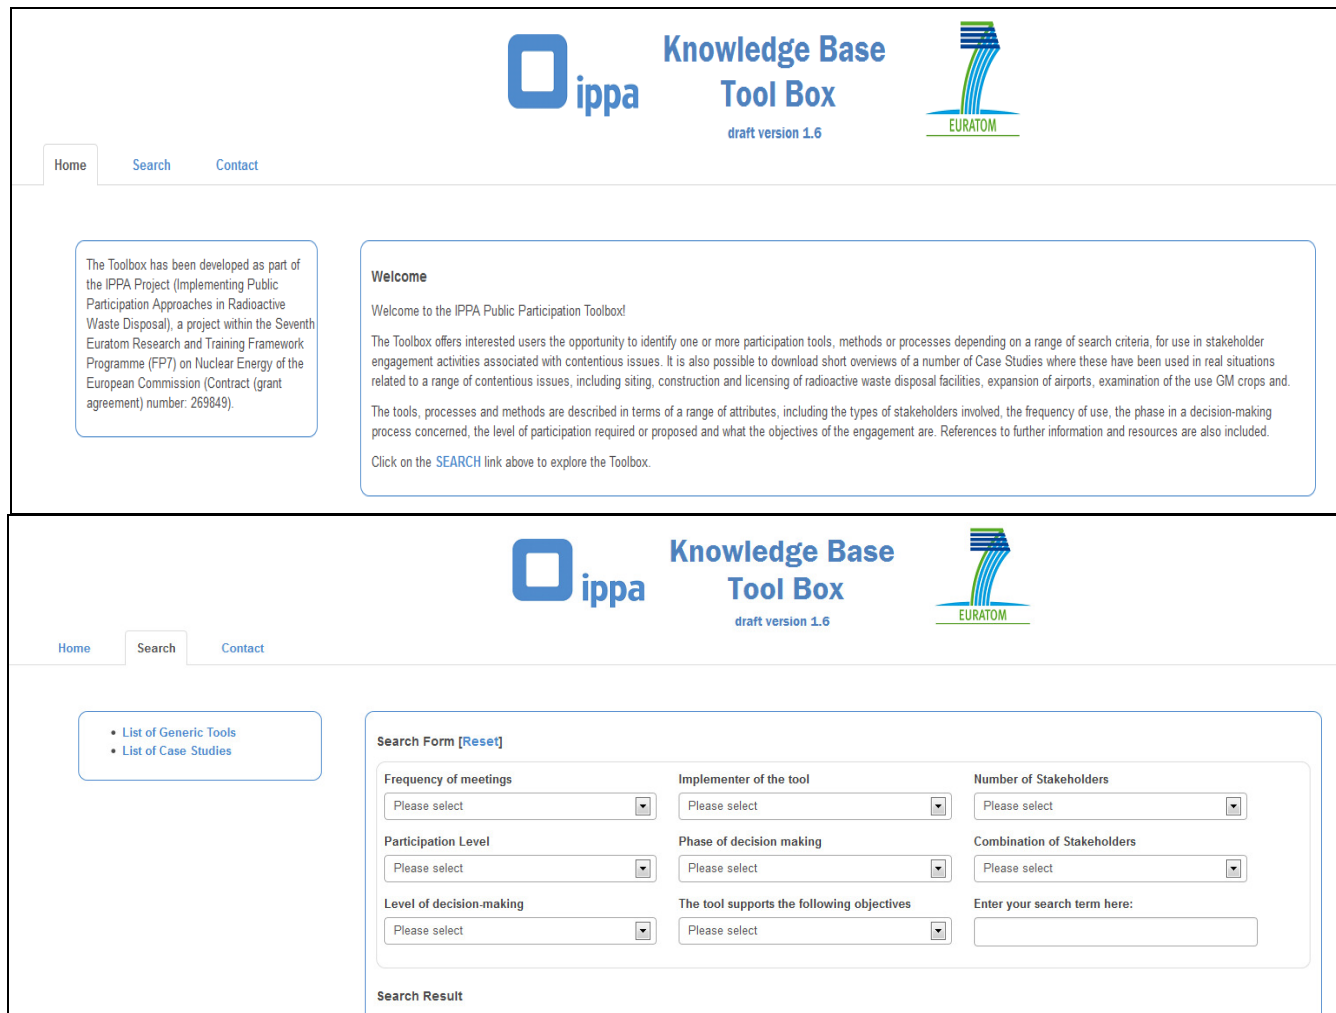 ippa
Knowledge Base
Tool Box
draft version 1.6
EURATOM
Home Search Contact
The Toolbox has been developed as part of
the IPPA Project (Implementing Public
Participation Approaches in Radioactive
Waste Disposal), a project within the Seventh
Euratom Research and Training Framework
Programme (FP7) on Nuclear Energy of the
European Commission (Contract (grant
agreement) number: 269849).
Welcome
Welcome to the IPPA Public Participation Toolbox!
The Toolbox offers interested users the opportunity to identify one or more participation tools, methods or processes depending on a range of search criteria, for use in stakeholder
engagement activities associated with contentious issues. It is also possible to download short overviews of a number of Case Studies where these have been used in real situations
related to a range of contentious issues, including siting, construction and licensing of radioactive waste disposal facilities, expansion of airports, examination of the use GM crops and.
The tools, processes and methods are described in terms of a range of attributes, including the types of stakeholders involved, the frequency of use, the phase in a decision-making
process concerned, the level of participation required or proposed and what the objectives of the engagement are. References to further information and resources are also included.
Click on the SEARCH link above to explore the Toolbox.
ippa
Knowledge Base
Tool Box
draft version 1.6
EURATOM
Home Search Contact
• List of Generic Tools
• List of Case Studies
Search Form [Reset]
Frequency of meetings Implementer of the tool Number of Stakeholders
Please select Please select Please select
Participation Level Phase of decision making Combination of Stakeholders
Please select Please select Please select
Level of decision-making The tool supports the following objectives Enter your search term here:
Please select Please select
Search Result